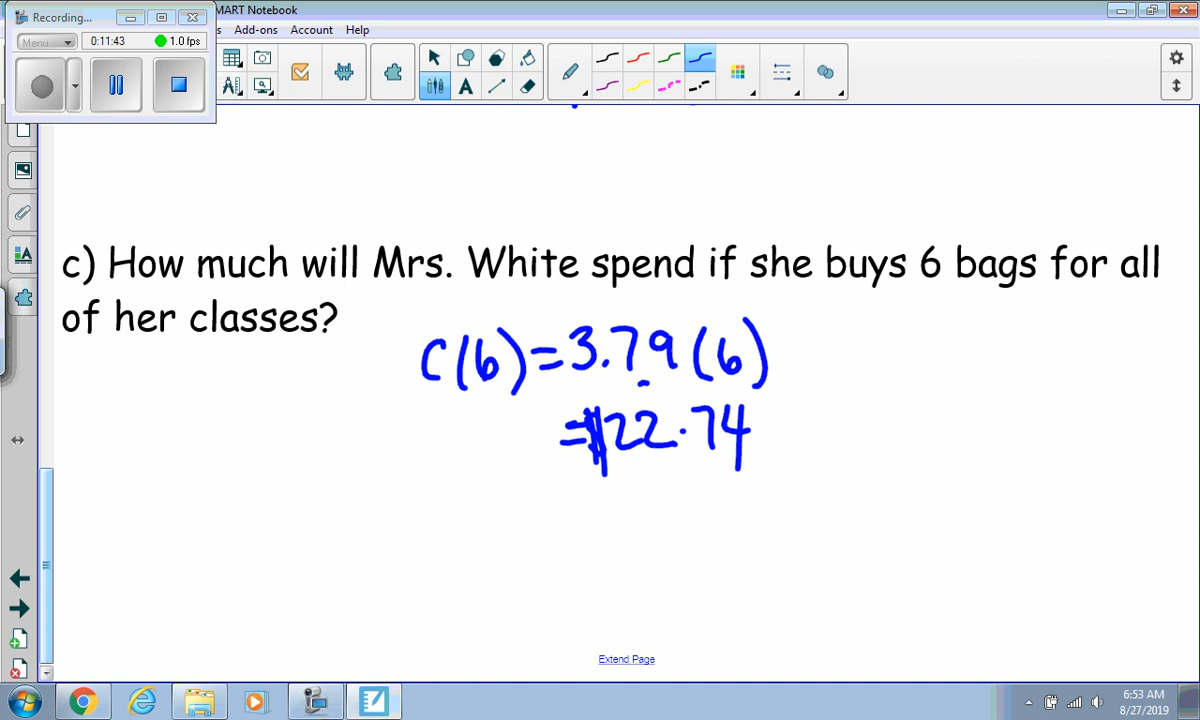 Recording...
MART Notebook
Menu
0:11:43
1.0 fps
s Add-ons Account Help
c) How much will Mrs. White spend if she buys 6 bags for all
of her classes?
C(6)=3.79(6)
=$22.74
Extend Page
6:53 AM
8/27/2019